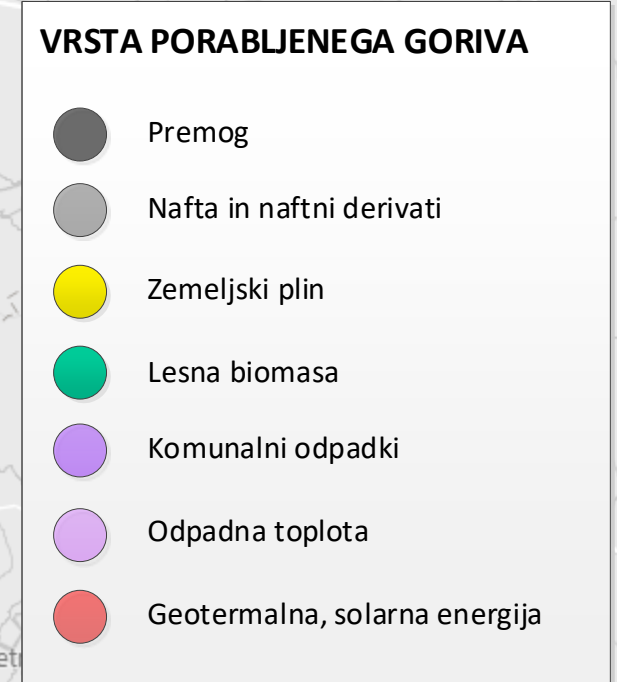 VRSTA PORABLJENEGA GORIVA
Premog
Nafta in naftni derivati
Zemeljski plin
Lesna biomasa
Komunalni odpadki
Odpadna toplota
Geotermalna, solarna energija